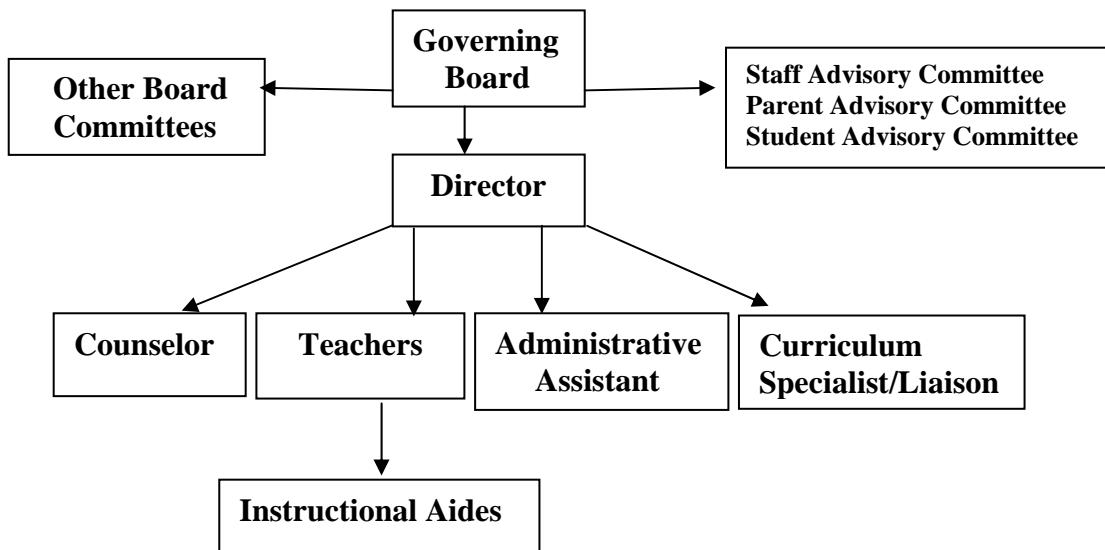 Governing
Board
Other Board
Committees
Staff Advisory Committee
Parent Advisory Committee
Student Advisory Committee
Director
Counselor
Teachers
Administrative
Assistant
Curriculum
Specialist/Liaison
Instructional Aides